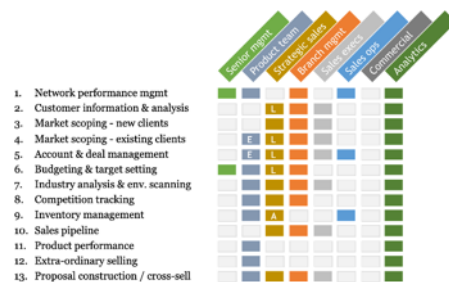 Senior mgmt
Product team
Strategic sales
Branch mgmt
Sales execs
Sales ops
Commercial
Analytics
1. Network performance mgmt
2. Customer information & analysis L
3. Market scoping - new clients
4. Market scoping - existing clients E L
5. Account & deal management E L
6. Budgeting & target setting L
7. Industry analysis & env. scanning
8. Competition tracking
9. Inventory management A
10. Sales pipeline
11. Product performance
12. Extra-ordinary selling
13. Proposal construction / cross-sell